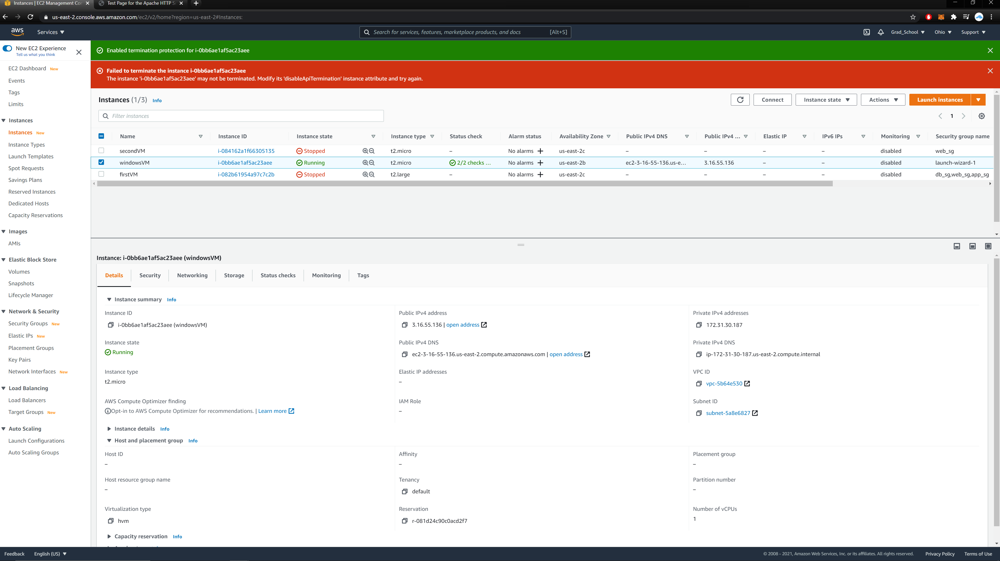 Instances | EC2 Management Co
Test Page for the Apache HTTP S
us-east-2.console.aws.amazon.com/ec2/v2/home?region=us-east-2#Instances:
aws
Services
Search for services, features, marketplace products, and docs [Alt+S]
Grad_School
Ohio
Support
New EC2 Experience
Tell us what you think
EC2 Dashboard New
Events
Tags
Limits
Instances
Instances New
Instance Types
Launch Templates
Spot Requests
Savings Plans
Reserved Instances
Dedicated Hosts
Capacity Reservations
Images
AMIs
Elastic Block Store
Volumes
Snapshots
Lifecycle Manager
Network & Security
Security Groups New
Elastic IPs New
Placement Groups
Key Pairs
Network Interfaces New
Load Balancing
Load Balancers
Target Groups New
Auto Scaling
Launch Configurations
Auto Scaling Groups
Enabled termination protection for i-0bb6ae1af5ac23aee
Failed to terminate the instance i-0bb6ae1af5ac23aee
The instance 'i-0bb6ae1af5ac23aee' may not be terminated. Modify its 'disableApiTermination' instance attribute and try again.
Instances (1/3) Info
Connect
Instance state
Actions
Launch instances
Filter instances
1
Name Instance ID Instance state Instance type Status check Alarm status Availability Zone Public IPv4 DNS Public IPv4 ... Elastic IP IPv6 IPs Monitoring Security group name
secondVM i-084162a1f66305135 Stopped t2.micro – No alarms + us-east-2c – – – – disabled web_sg
windowsVM i-0bb6ae1af5ac23aee Running t2.micro 2/2 checks ... No alarms + us-east-2b ec2-3-16-55-136.us-e... 3.16.55.136 – – disabled launch-wizard-1
firstVM i-082b61954a97c7c2b Stopped t2.large – No alarms + us-east-2c – – – – disabled db_sg,web_sg,app_sg
Instance: i-0bb6ae1af5ac23aee (windowsVM)
Details Security Networking Storage Status checks Monitoring Tags
Instance summary Info
Instance ID
i-0bb6ae1af5ac23aee (windowsVM)
Public IPv4 address
3.16.55.136 | open address
Private IPv4 addresses
172.31.30.187
Instance state
Running
Public IPv4 DNS
ec2-3-16-55-136.us-east-2.compute.amazonaws.com | open address
Private IPv4 DNS
ip-172-31-30-187.us-east-2.compute.internal
Instance type
t2.micro
Elastic IP addresses
–
VPC ID
vpc-5b64e530
AWS Compute Optimizer finding
Opt-in to AWS Compute Optimizer for recommendations. | Learn more
IAM Role
–
Subnet ID
subnet-5a8e6827
Instance details Info
Host and placement group Info
Host ID
–
Affinity
–
Placement group
–
Host resource group name
–
Tenancy
default
Partition number
–
Virtualization type
hvm
Reservation
r-081d24c90c0acd2f7
Number of vCPUs
1
Capacity reservation Info
Feedback
English (US)
© 2008 - 2021, Amazon Web Services, Inc. or its affiliates. All rights reserved.
Privacy Policy
Terms of Use